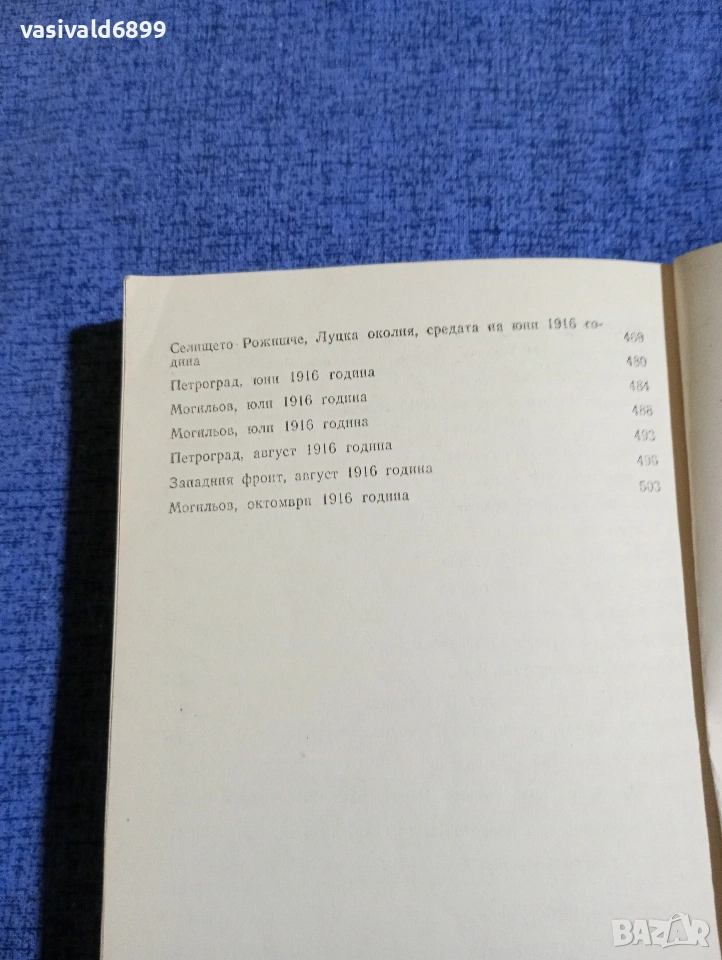 vasivald6899
Селището Рожишче, Луцка околия, средата на юни 1916 го-
дина 469
Петроград, юни 1916 година 480
Могильов, юли 1916 година 484
Могильов, юли 1916 година 488
Петроград, август 1916 година 493
Западния фронт, август 1916 година 496
Могильов, октомври 1916 година 503
BAZAR